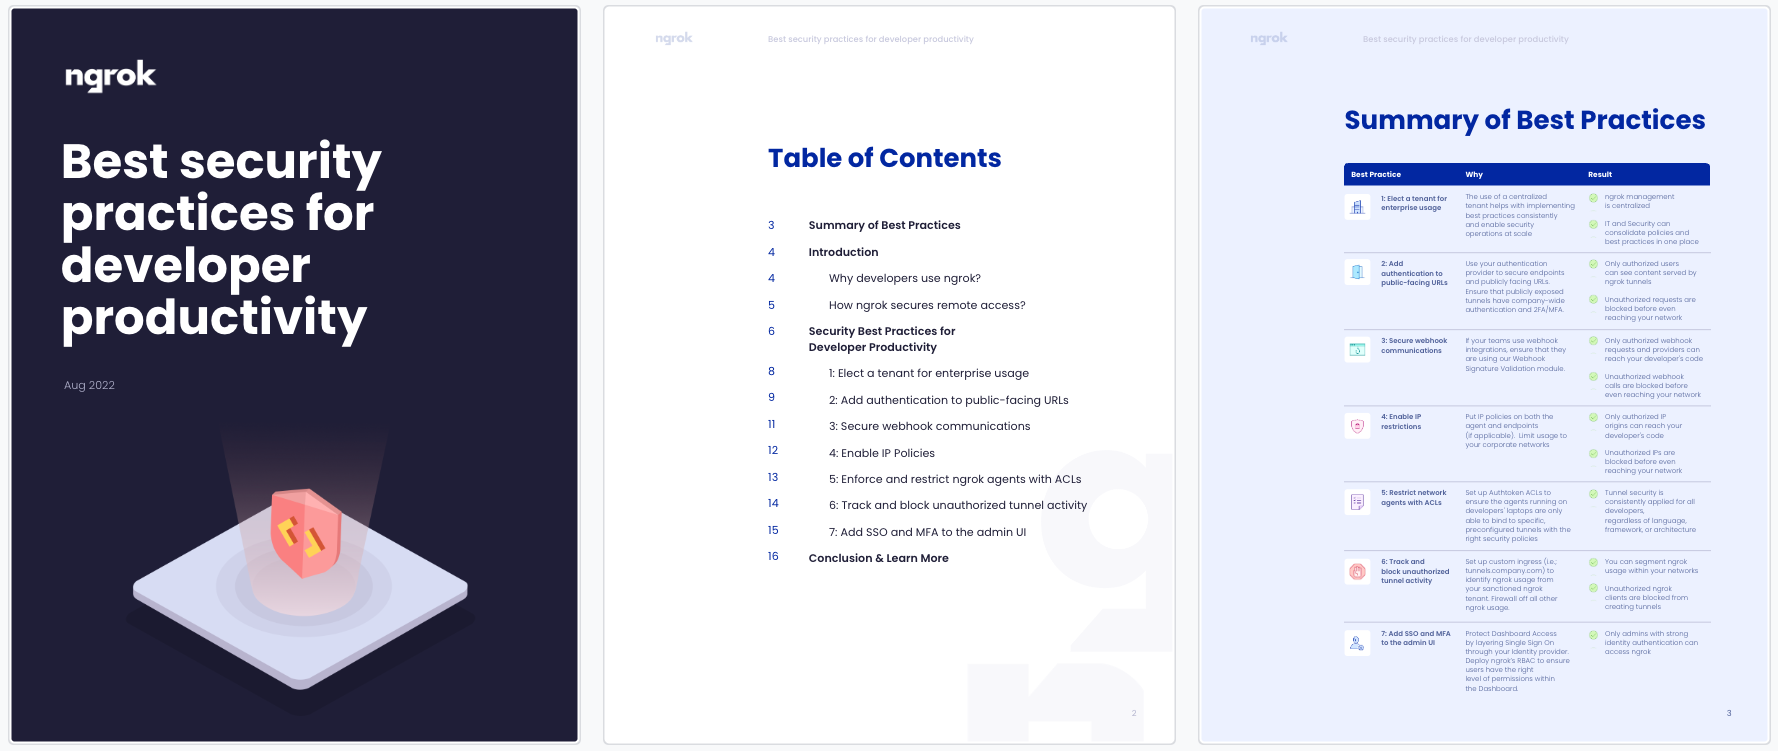 ngrok
Best security
practices for
developer
productivity
Aug 2022
ngrok
Best security practices for developer productivity
Table of Contents
3 Summary of Best Practices
4 Introduction
4 Why developers use ngrok?
5 How ngrok secures remote access?
6 Security Best Practices for
Developer Productivity
8 1: Elect a tenant for enterprise usage
9 2: Add authentication to public-facing URLs
11 3: Secure webhook communications
12 4: Enable IP Policies
13 5: Enforce and restrict ngrok agents with ACLs
14 6: Track and block unauthorized tunnel activity
15 7: Add SSO and MFA to the admin UI
16 Conclusion & Learn More
2
ngrok
Best security practices for developer productivity
Summary of Best Practices
Best Practice Why Result
1: Elect a tenant for
enterprise usage
The use of a centralized
tenant helps with implementing
best practices consistently
and enable security
operations at scale
ngrok management
is centralized
IT and Security can
consolidate policies and
best practices in one place
2: Add
authentication to
public-facing URLs
Use your authentication
provider to secure endpoints
and publicly facing URLs.
Ensure that publicly exposed
tunnels have company-wide
authentication and 2FA/MFA.
Only authorized users
can see content served by
ngrok tunnels
Unauthorized requests are
blocked before even
reaching your network
3: Secure webhook
communications
If your teams use webhook
integrations, ensure that they
are using our Webhook
Signature Validation module.
Only authorized webhook
requests and providers can
reach your developer's code
Unauthorized webhook
calls are blocked before
even reaching your network
4: Enable IP
restrictions
Put IP policies on both the
agent and endpoints
(if applicable). Limit usage to
your corporate networks
Only authorized IP
origins can reach your
developer's code
Unauthorized IPs are
blocked before even
reaching your network
5: Restrict network
agents with ACLs
Set up Authtoken ACLs to
ensure the agents running on
developers' laptops are only
able to bind to specific,
preconfigured tunnels with the
right security policies
Tunnel security is
consistently applied for all
developers,
regardless of language,
framework, or architecture
6: Track and
block unauthorized
tunnel activity
Set up custom ingress (i.e.;
tunnels.company.com) to
identify ngrok usage from
your sanctioned ngrok
tenant. Firewall off all other
ngrok usage.
You can segment ngrok
usage within your networks
Unauthorized ngrok
clients are blocked from
creating tunnels
7: Add SSO and MFA
to the admin UI
Protect Dashboard Access
by layering Single Sign On
through your identity provider.
Deploy ngrok's RBAC to ensure
users have the right
level of permissions within
the Dashboard.
Only admins with strong
identity authentication can
access ngrok
3